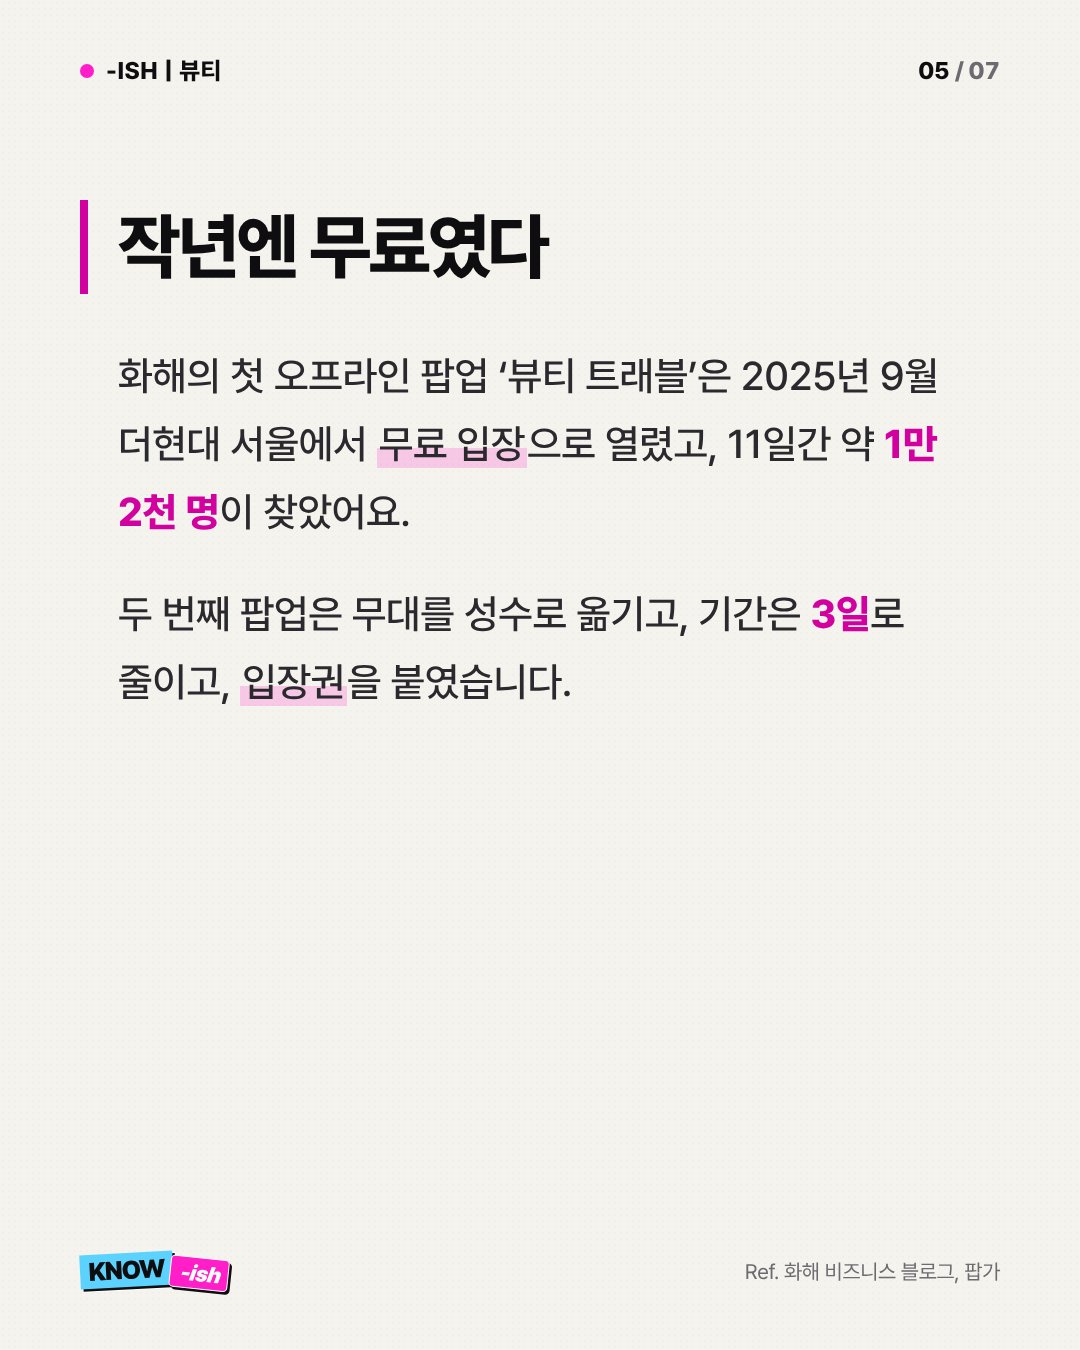 -ISH | 뷰티
05 / 07
작년엔 무료였다
화해의 첫 오프라인 팝업 ‘뷰티 트래블’은 2025년 9월
더현대 서울에서 무료 입장으로 열렸고, 11일간 약 1만
2천 명이 찾았어요.
두 번째 팝업은 무대를 성수로 옮기고, 기간은 3일로
줄이고, 입장권을 붙였습니다.
KNOW -ish
Ref. 화해 비즈니스 블로그, 팝가